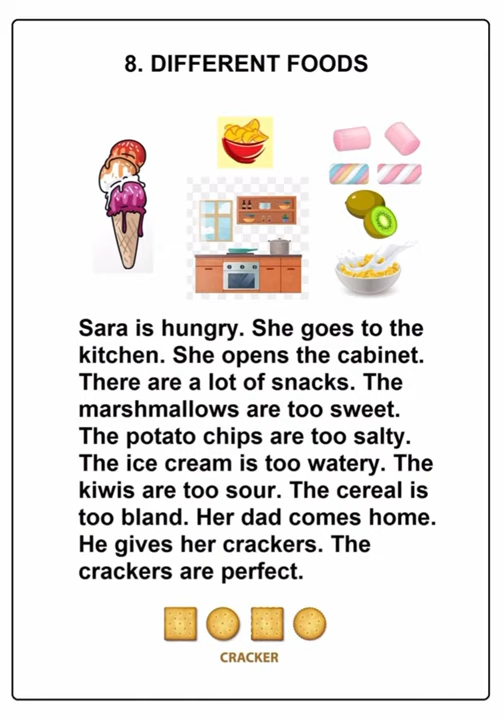 8. DIFFERENT FOODS
Sara is hungry. She goes to the
kitchen. She opens the cabinet.
There are a lot of snacks. The
marshmallows are too sweet.
The potato chips are too salty.
The ice cream is too watery. The
kiwis are too sour. The cereal is
too bland. Her dad comes home.
He gives her crackers. The
crackers are perfect.
CRACKER